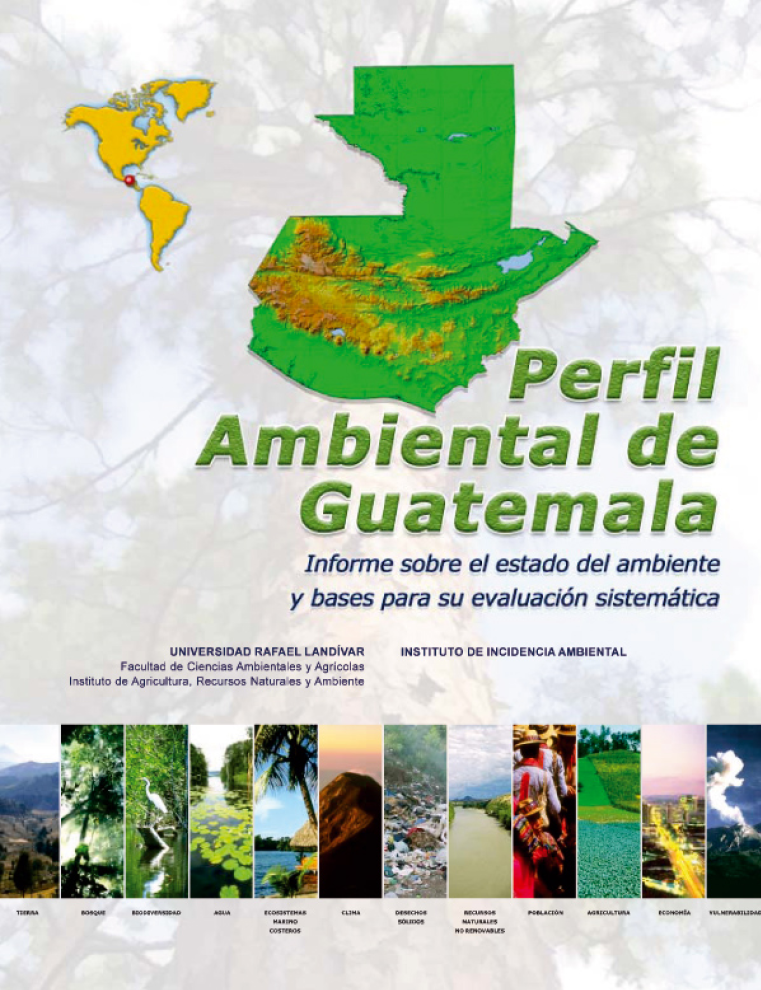 Perfil
Ambiental de
Guatemala
Informe sobre el estado del ambiente
y bases para su evaluación sistemática
UNIVERSIDAD RAFAEL LANDÍVAR
Facultad de Ciencias Ambientales y Agrícolas
Instituto de Agricultura, Recursos Naturales y Ambiente
INSTITUTO DE INCIDENCIA AMBIENTAL
TIERRA
BOSQUE
BIODIVERSIDAD
AGUA
ECOSISTEMAS
MARINO
COSTEROS
CLIMA
DESECHOS
SÓLIDOS
RECURSOS
NATURALES
NO RENOVABLES
POBLACIÓN
AGRICULTURA
ECONOMÍA
VULNERABILIDAD